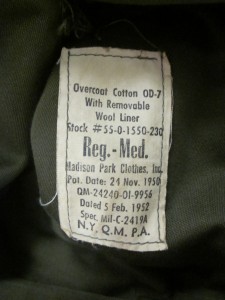 Overcoat Cotton OD-7
With Removable
Wool Liner
Stock #55-0-1550-230
Reg.-Med.
Madison Park Clothes, Inc.
Pat. Date: 24 Nov. 1950
QM-24240-OI-9956
Dated 5 Feb. 1952
Spec. Mil-C-2419A
N.Y. Q.M. P.A.